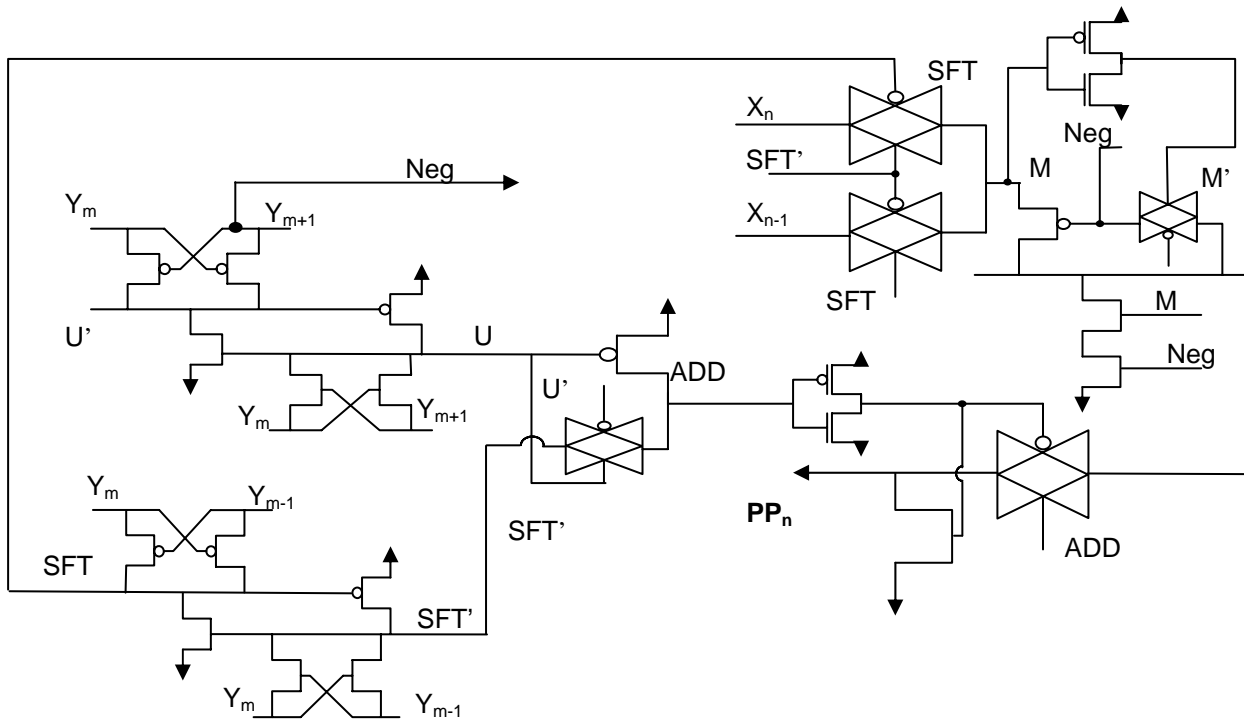 SFT
Xₙ
Neg
SFT’
M
M’
Neg
Yₘ
Yₘ₊₁
Xₙ₋₁
SFT
M
U’
U
Neg
ADD
U’
Yₘ
Yₘ₊₁
Yₘ
Yₘ₋₁
PPₙ
SFT’
ADD
SFT
SFT’
Yₘ
Yₘ₋₁